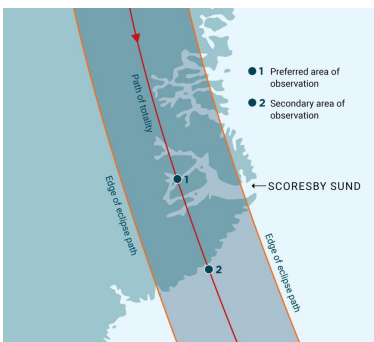 1 Preferred area of
observation
2 Secondary area of
observation
Path of totality
1
SCORESBY SUND
Edge of eclipse path
Edge of eclipse path
2